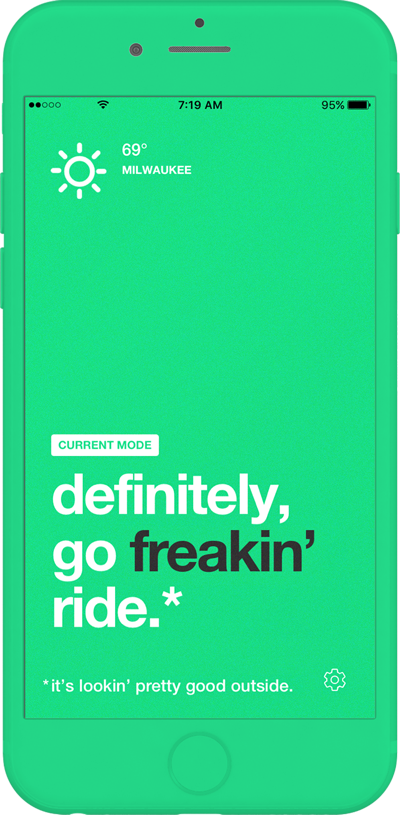 7:19 AM
95%
69°
MILWAUKEE
CURRENT MODE
definitely,
go freakin’
ride.*
*it’s lookin’ pretty good outside.